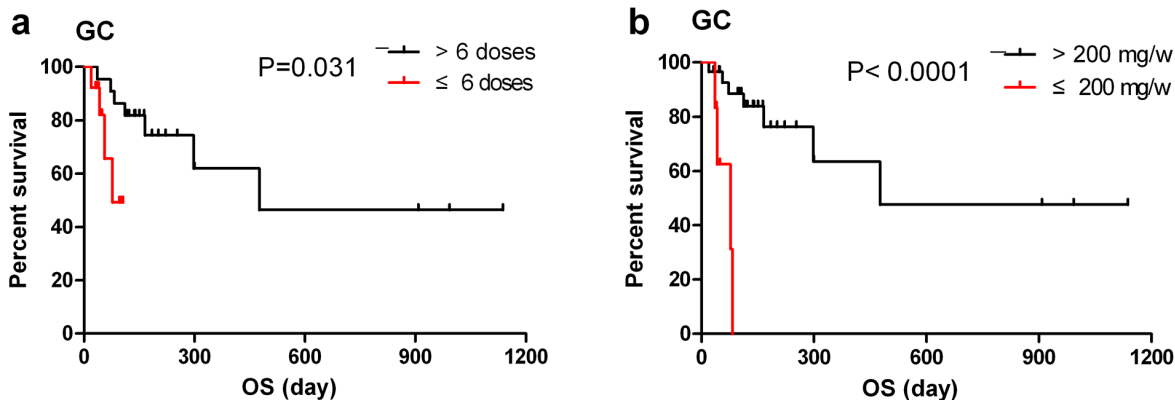 a
GC
P=0.031
> 6 doses
≤ 6 doses
Percent survival
100
80
60
40
20
0
0 300 600 900 1200
OS (day)
b
GC
P< 0.0001
> 200 mg/w
≤ 200 mg/w
Percent survival
100
80
60
40
20
0
0 300 600 900 1200
OS (day)